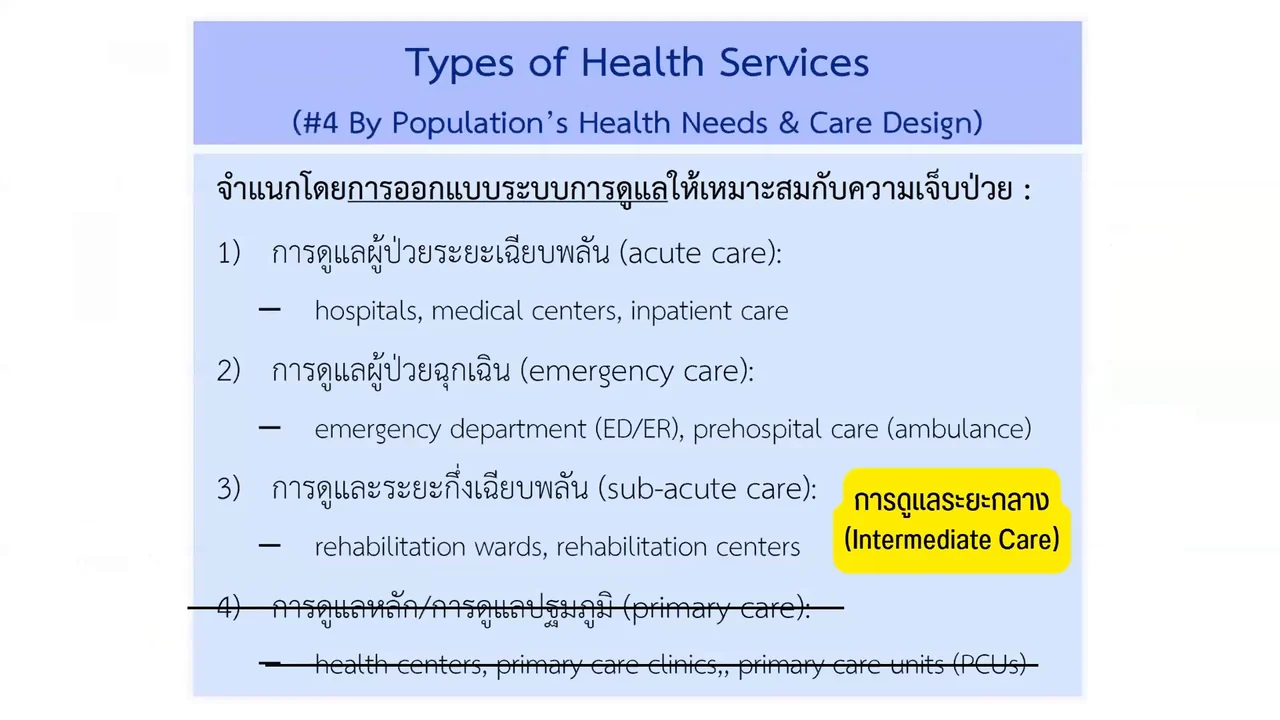 Types of Health Services
(#4 By Population’s Health Needs & Care Design)
จำแนกโดยการออกแบบระบบการดูแลให้เหมาะสมกับความเจ็บป่วย :
1) การดูแลผู้ป่วยระยะเฉียบพลัน (acute care):
– hospitals, medical centers, inpatient care
2) การดูแลผู้ป่วยฉุกเฉิน (emergency care):
– emergency department (ED/ER), prehospital care (ambulance)
3) การดูและระยะกึ่งเฉียบพลัน (sub-acute care):
– rehabilitation wards, rehabilitation centers
การดูแลระยะกลาง
(Intermediate Care)
4) การดูแลหลัก/การดูแลปฐมภูมิ (primary care):
– health centers, primary care clinics,, primary care units (PCUs)